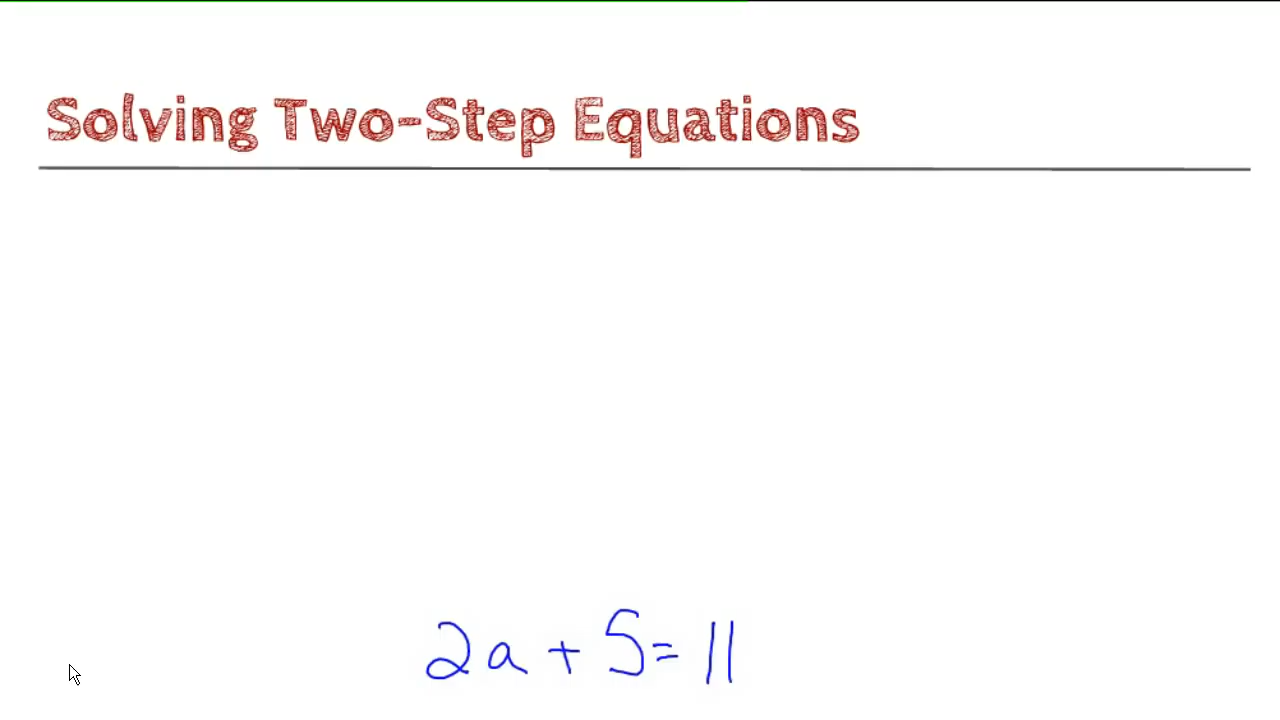 Solving Two-Step Equations
2a + 5 = 11